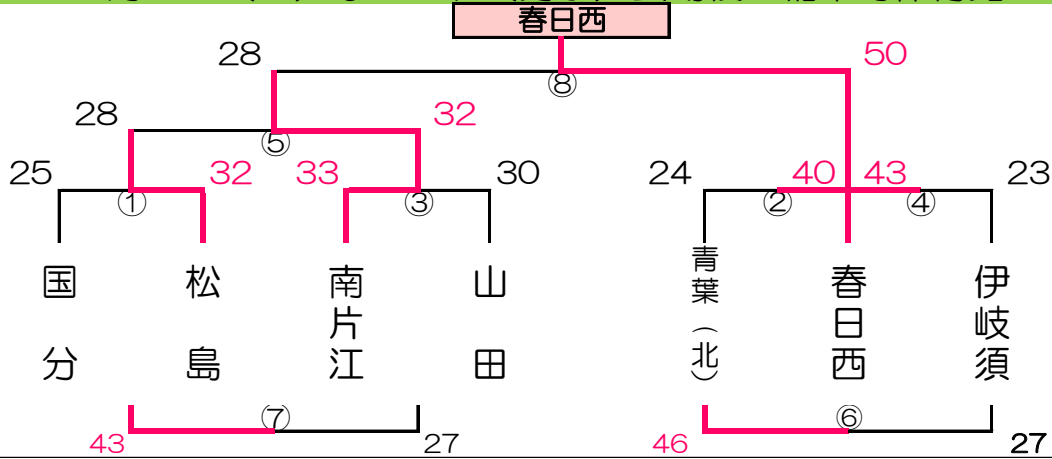 春日西
28 50
⑧
28 32
⑤
25 32 33 30 24 40 43 23
① ③ ② ④
国分
松島
南片江
山田
青葉（北）
春日西
伊岐須
⑦ ⑥
43 27 46 27